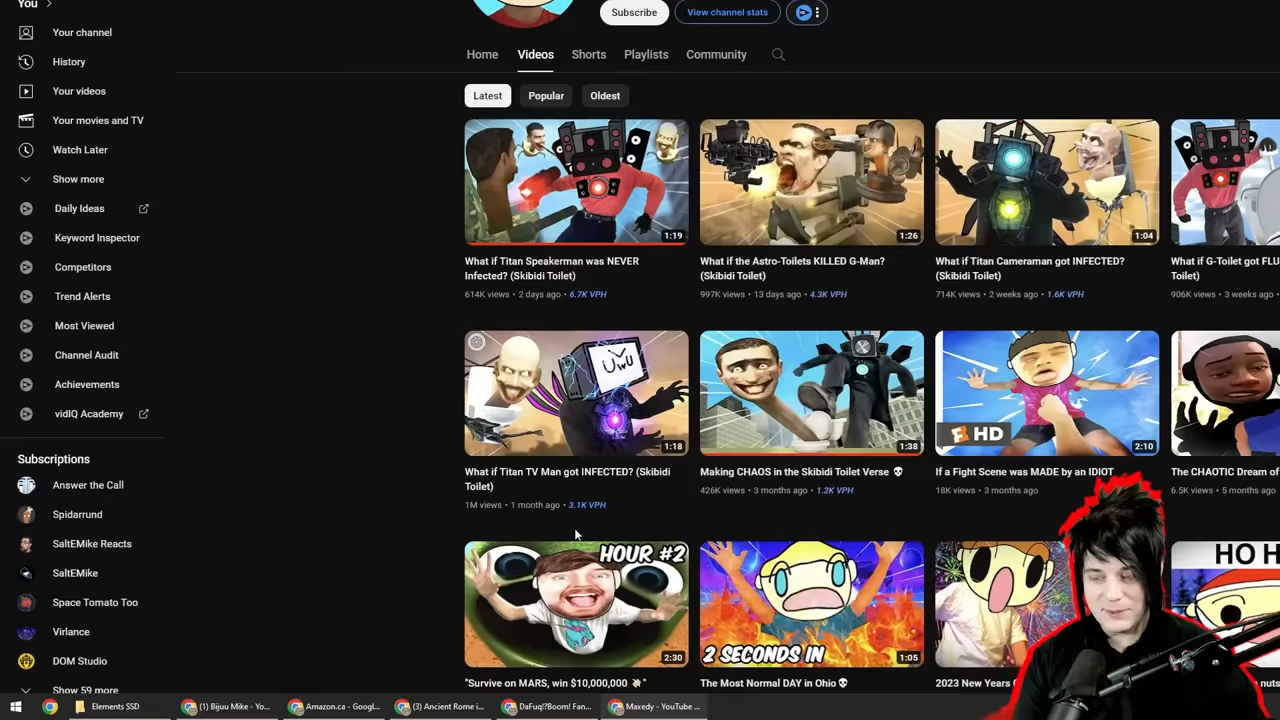 You
Subscribe
View channel stats
Your channel
Home
Videos
Shorts
Playlists
Community
History
Your videos
Latest
Popular
Oldest
Your movies and TV
Watch Later
Show more
Daily Ideas
Keyword Inspector
1:19
1:26
1:04
Competitors
What if Titan Speakerman was NEVER
Infected? (Skibidi Toilet)
614K views • 2 days ago • 6.7K VPH
What if the Astro-Toilets KILLED G-Man?
(Skibidi Toilet)
997K views • 13 days ago • 4.3K VPH
What if Titan Cameraman got INFECTED?
(Skibidi Toilet)
714K views • 2 weeks ago • 1.6K VPH
What if G-Toilet got FLU
Toilet)
906K views • 3 weeks ago •
Trend Alerts
Most Viewed
Channel Audit
Achievements
vidIQ Academy
UwU
HD
1:18
1:38
2:10
Subscriptions
What if Titan TV Man got INFECTED? (Skibidi
Toilet)
1M views • 1 month ago • 3.1K VPH
Making CHAOS in the Skibidi Toilet Verse 💀
426K views • 3 months ago • 1.2K VPH
If a Fight Scene was MADE by an IDIOT
18K views • 3 months ago
The CHAOTIC Dream of
6.5K views • 5 months ago
Answer the Call
Spidarrund
SaltEMike Reacts
SaltEMike
Space Tomato Too
Virlance
DOM Studio
Show 59 more
HOUR #2
2:30
2 SECONDS IN
1:05
HO H
"Survive on MARS, win $10,000,000 💸"
The Most Normal DAY in Ohio💀
2023 New Years
nuts
Elements SSD
(1) Bijuu Mike - Yo...
Amazon.ca - Googl...
(3) Ancient Rome i...
DaFuq!?Boom! Fan...
Maxedy - YouTube ...